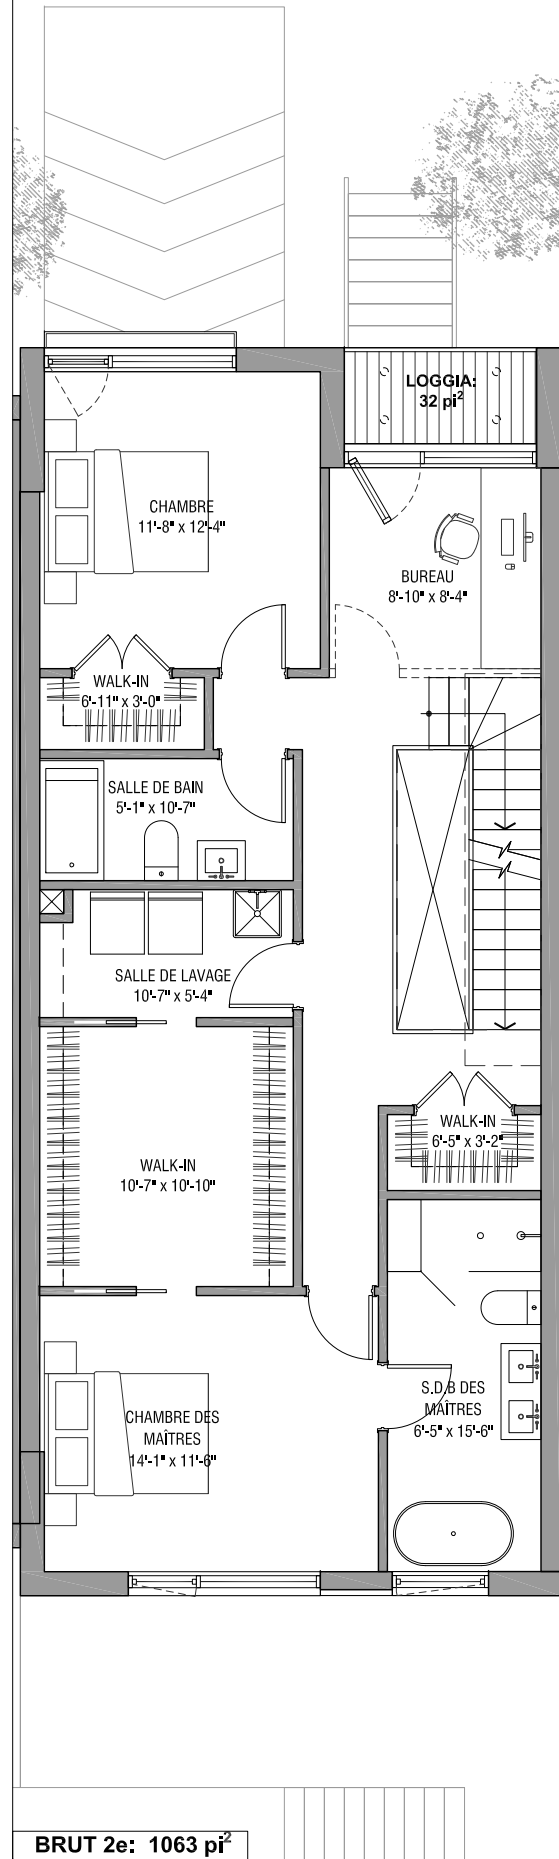 LOGGIA:
32 pi²
CHAMBRE
11'-8" x 12'-4"
BUREAU
8'-10" x 8'-4"
WALK-IN
6'-11" x 3'-0"
SALLE DE BAIN
5'-1" x 10'-7"
SALLE DE LAVAGE
10'-7" x 5'-4"
WALK-IN
6'-5" x 3'-2"
WALK-IN
10'-7" x 10'-10"
S.D.B DES
MAÎTRES
6'-5" x 15'-6"
CHAMBRE DES
MAÎTRES
14'-1" x 11'-6"
BRUT 2e: 1063 pi²